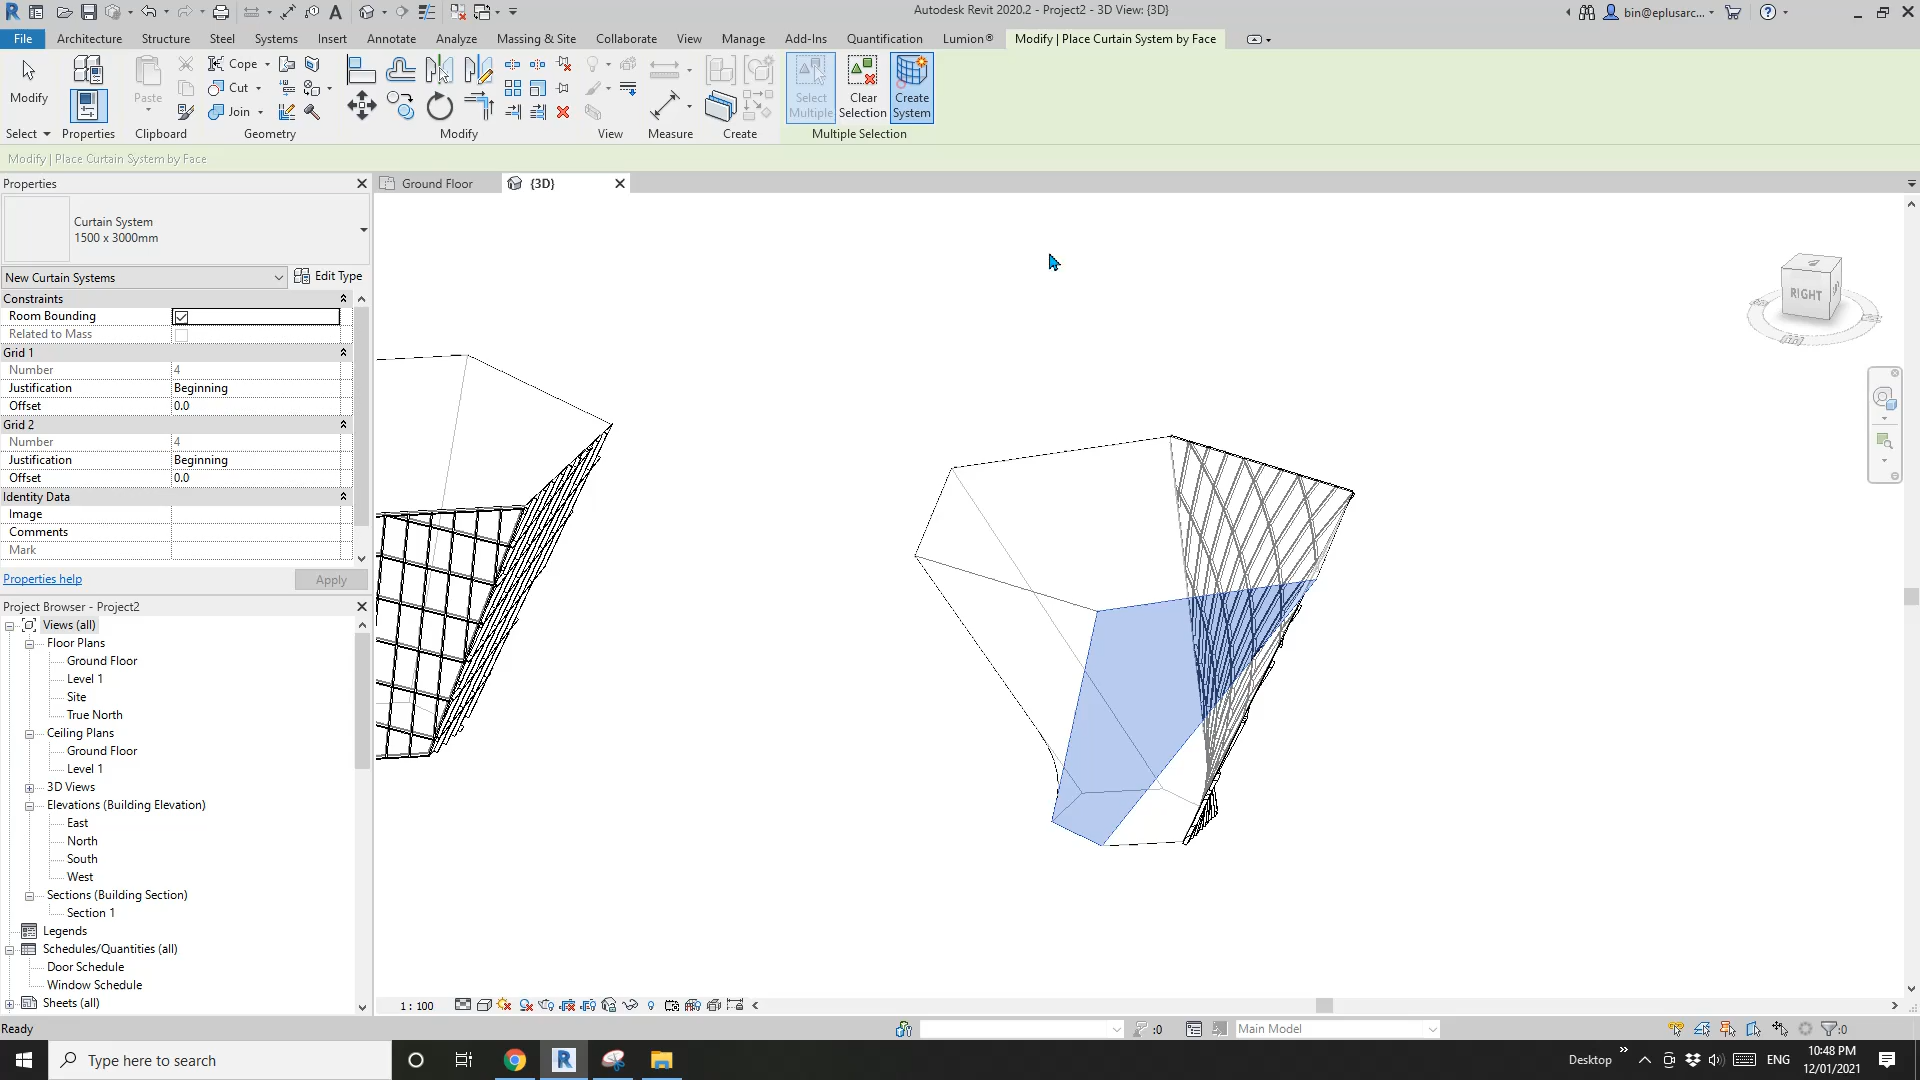 Autodesk Revit 2020.2 - Project2 - 3D View: {3D}
bin@eplusarc...
File
Architecture
Structure
Steel
Systems
Insert
Annotate
Analyze
Massing & Site
Collaborate
View
Manage
Add-Ins
Quantification
Lumion®
Modify | Place Curtain System by Face
Modify
Paste
Cope
Cut
Join
Select Multiple
Clear Selection
Create System
Select
Properties
Clipboard
Geometry
Modify
View
Measure
Create
Multiple Selection
Modify | Place Curtain System by Face
Properties
Ground Floor
{3D}
Curtain System
1500 x 3000mm
New Curtain Systems
Edit Type
Constraints
Room Bounding
Related to Mass
Grid 1
Number 4
Justification Beginning
Offset 0.0
Grid 2
Number 4
Justification Beginning
Offset 0.0
Identity Data
Image
Comments
Mark
Properties help
Apply
RIGHT
Project Browser - Project2
Views (all)
Floor Plans
Ground Floor
Level 1
Site
True North
Ceiling Plans
Ground Floor
Level 1
3D Views
Elevations (Building Elevation)
East
North
South
West
Sections (Building Section)
Section 1
Legends
Schedules/Quantities (all)
Door Schedule
Window Schedule
Sheets (all)
1 : 100
Ready
:0
Main Model
:0
Type here to search
Desktop
ENG
10:48 PM
12/01/2021